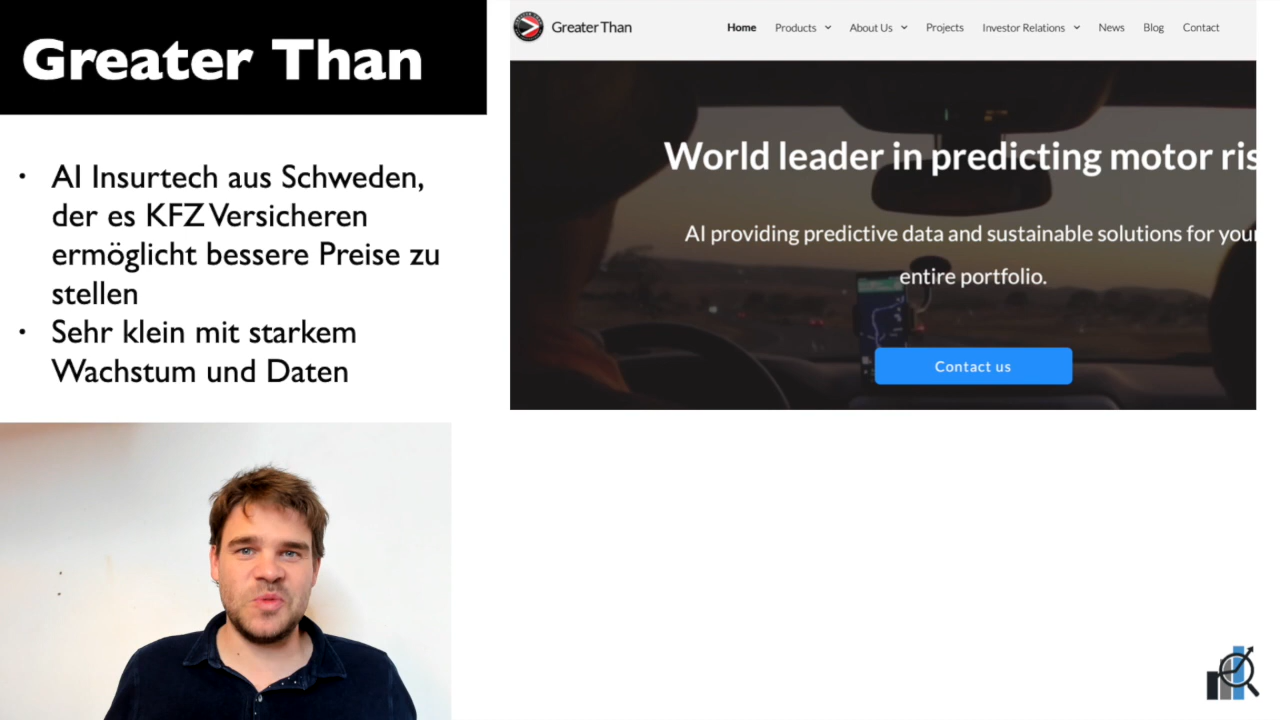 Greater Than
• AI Insurtech aus Schweden,
der es KFZ Versicheren
ermöglicht bessere Preise zu
stellen
• Sehr klein mit starkem
Wachstum und Daten
Greater Than
Home Products About Us Projects Investor Relations News Blog Contact
World leader in predicting motor ris
AI providing predictive data and sustainable solutions for your
entire portfolio.
Contact us